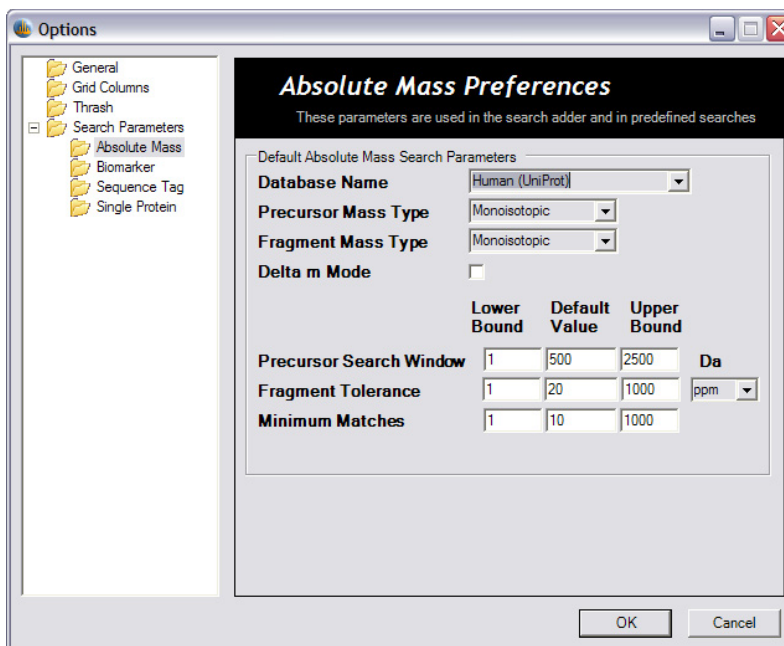 Options
General
Grid Columns
Thrash
Search Parameters
Absolute Mass
Biomarker
Sequence Tag
Single Protein
Absolute Mass Preferences
These parameters are used in the search adder and in predefined searches
Default Absolute Mass Search Parameters
Database Name Human (UniProt)
Precursor Mass Type Monoisotopic
Fragment Mass Type Monoisotopic
Delta m Mode
Lower Default Upper
Bound Value Bound
Precursor Search Window 1 500 2500 Da
Fragment Tolerance 1 20 1000 ppm
Minimum Matches 1 10 1000
OK Cancel